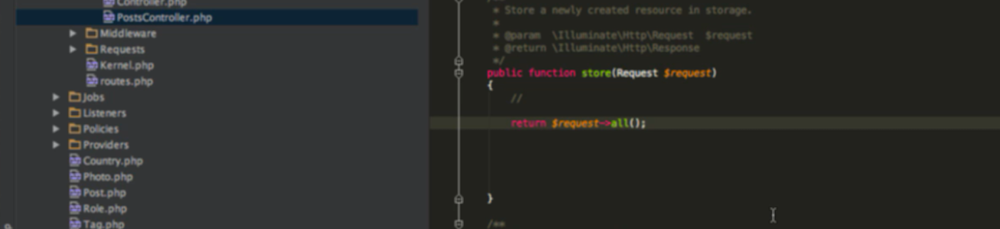 Controller.php
PostsController.php
Middleware
Requests
Kernel.php
routes.php
Jobs
Listeners
Policies
Providers
Country.php
Photo.php
Post.php
Role.php
Tag.php
* Store a newly created resource in storage.
*
* @param  \Illuminate\Http\Request  $request
* @return \Illuminate\Http\Response
*/
public function store(Request $request)
{
//
return $request->all();
}
/**